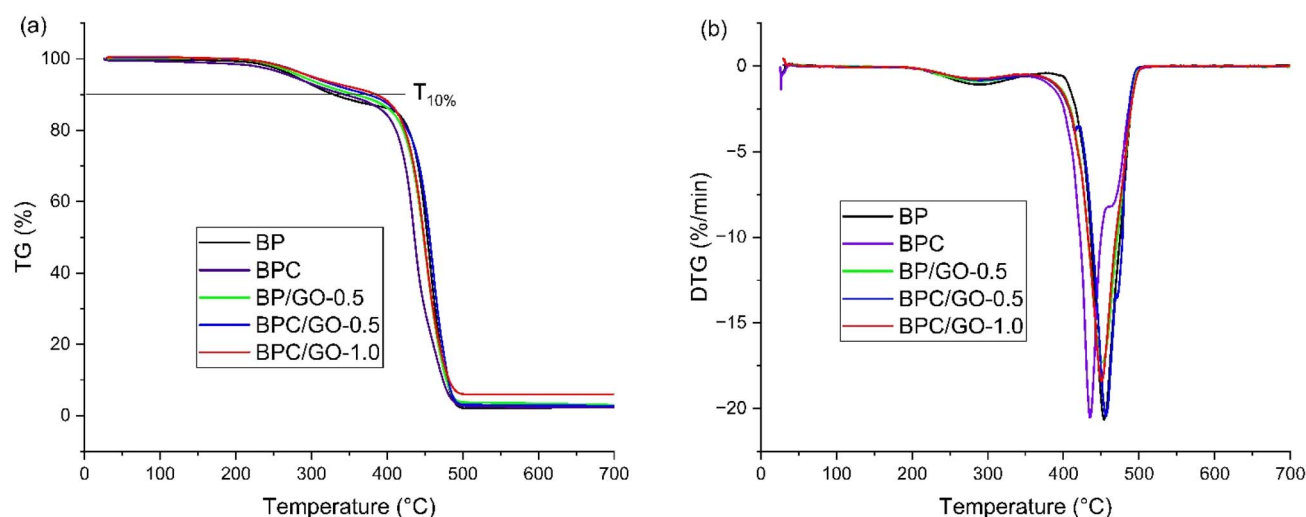 (a)
100
80
60
40
20
0
TG (%)
T10%
BP
BPC
BP/GO-0.5
BPC/GO-0.5
BPC/GO-1.0
0 100 200 300 400 500 600 700
Temperature (°C)
(b)
0
-5
-10
-15
-20
DTG (%/min)
BP
BPC
BP/GO-0.5
BPC/GO-0.5
BPC/GO-1.0
0 100 200 300 400 500 600 700
Temperature (°C)